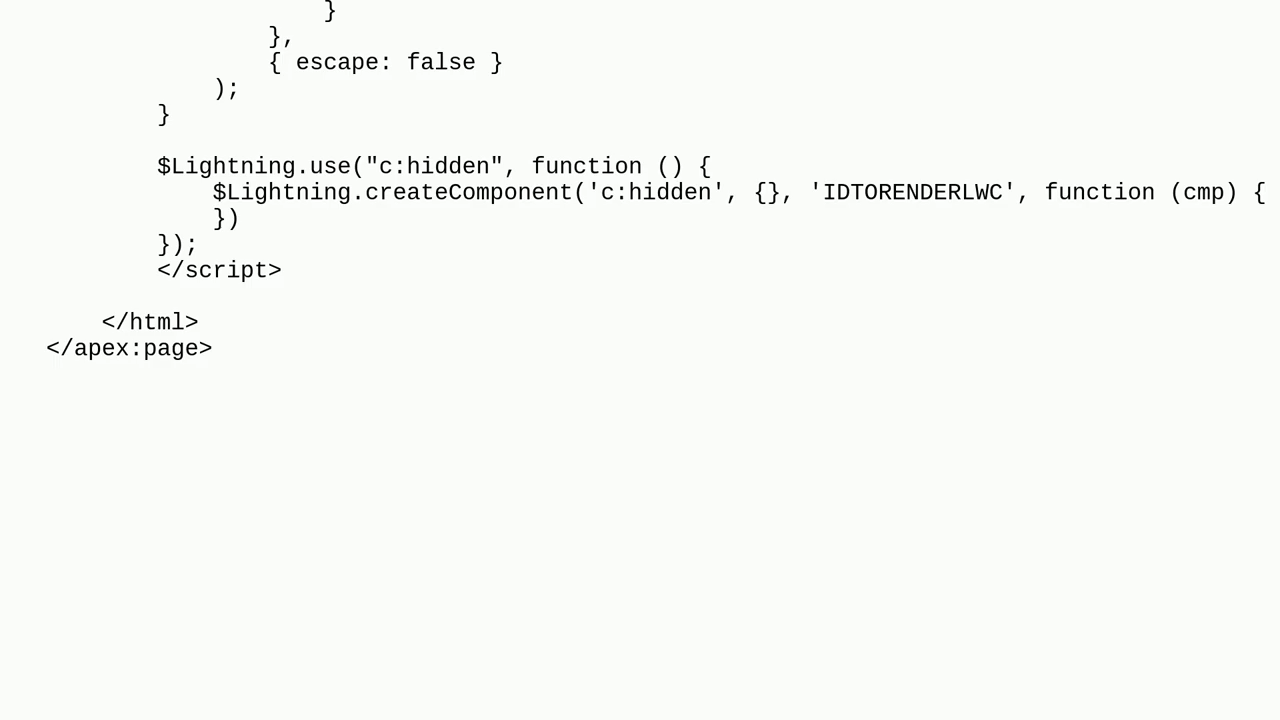 }
},
{ escape: false }
);
}
$Lightning.use("c:hidden", function () {
$Lightning.createComponent('c:hidden', {}, 'IDTORENDERLWC', function (cmp) {
})
});
</script>
</html>
</apex:page>